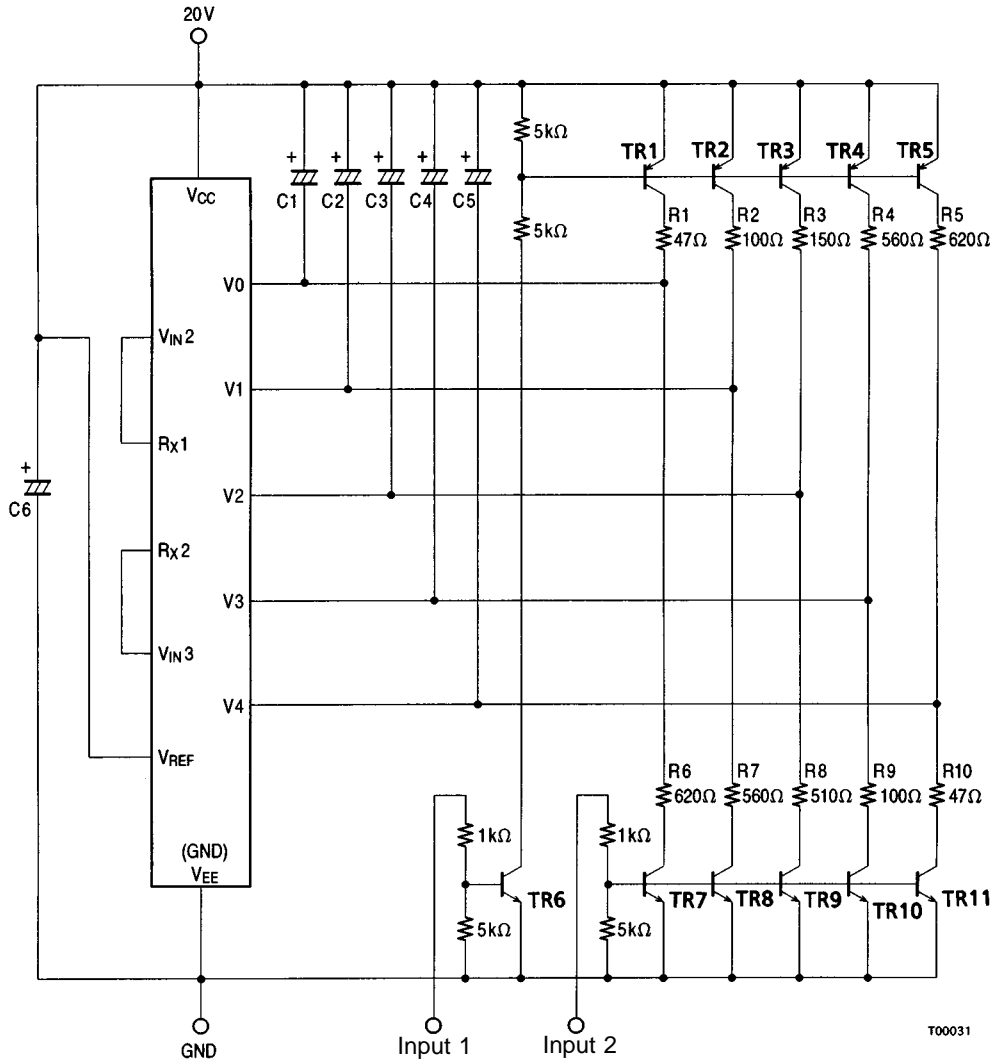 20V
5kΩ
TR1 TR2 TR3 TR4 TR5
+ + + + +
C1 C2 C3 C4 C5
VCC
5kΩ
R1 47Ω R2 100Ω R3 150Ω R4 560Ω R5 620Ω
V0
VIN2
V1
RX1
+
C6
V2
RX2
V3
VIN3
V4
VREF
R6 620Ω R7 560Ω R8 510Ω R9 100Ω R10 47Ω
1kΩ 1kΩ
(GND)
VEE
TR6 TR7 TR8 TR9 TR10 TR11
5kΩ 5kΩ
GND
Input 1 Input 2
T00031